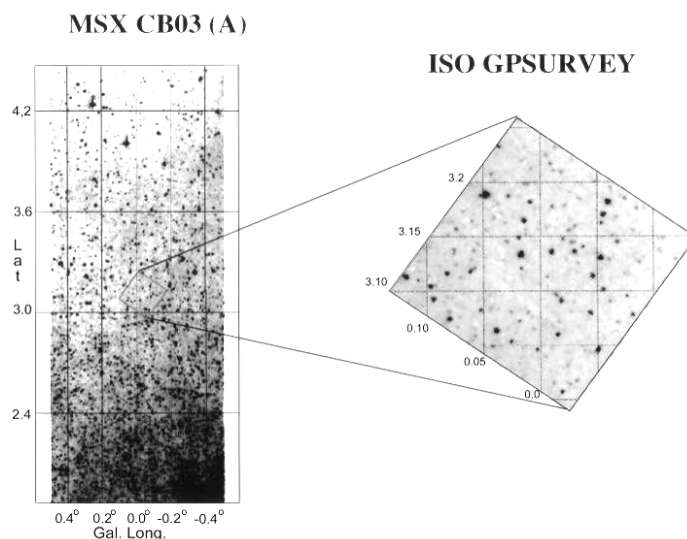 MSX CB03 (A)
ISO GPSURVEY
4,2
3.6
L
a
t
3.0
2.4
0.4° 0.2° 0.0° -0.2° -0.4°
Gal. Long.
3.2
3.15
3.10
0.10
0.05
0.0